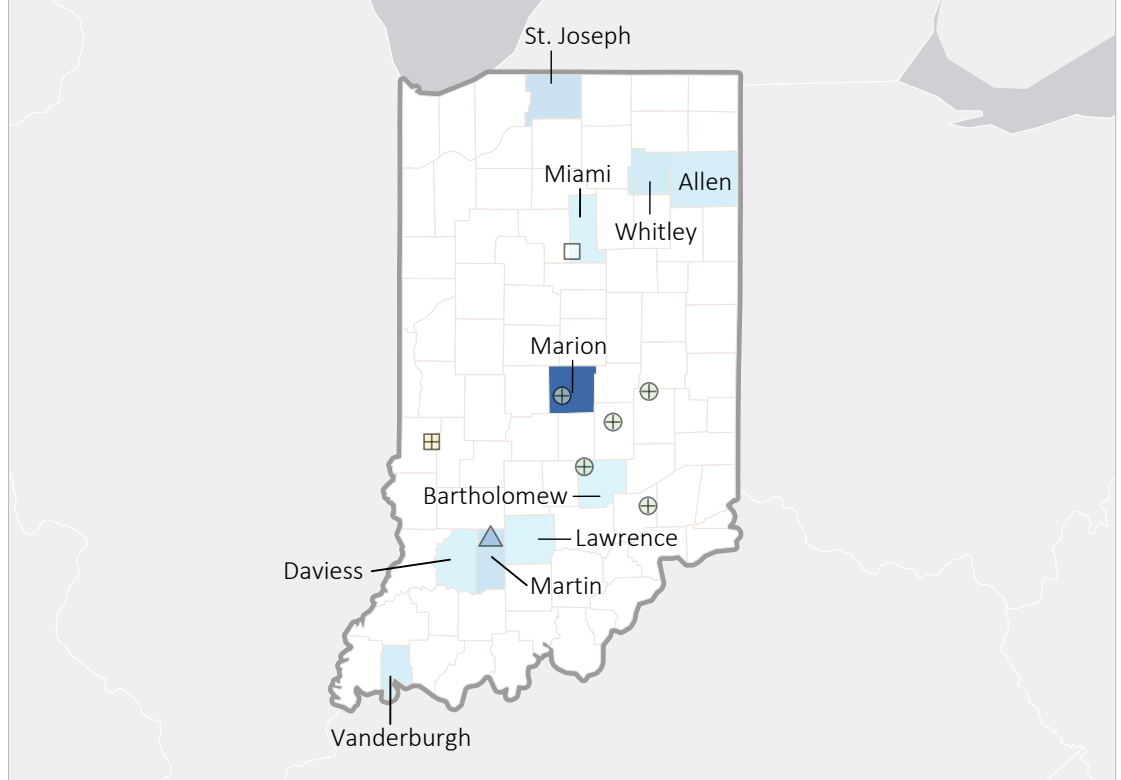 St. Joseph
Miami
Allen
Whitley
Marion
Bartholomew
Lawrence
Daviess
Martin
Vanderburgh